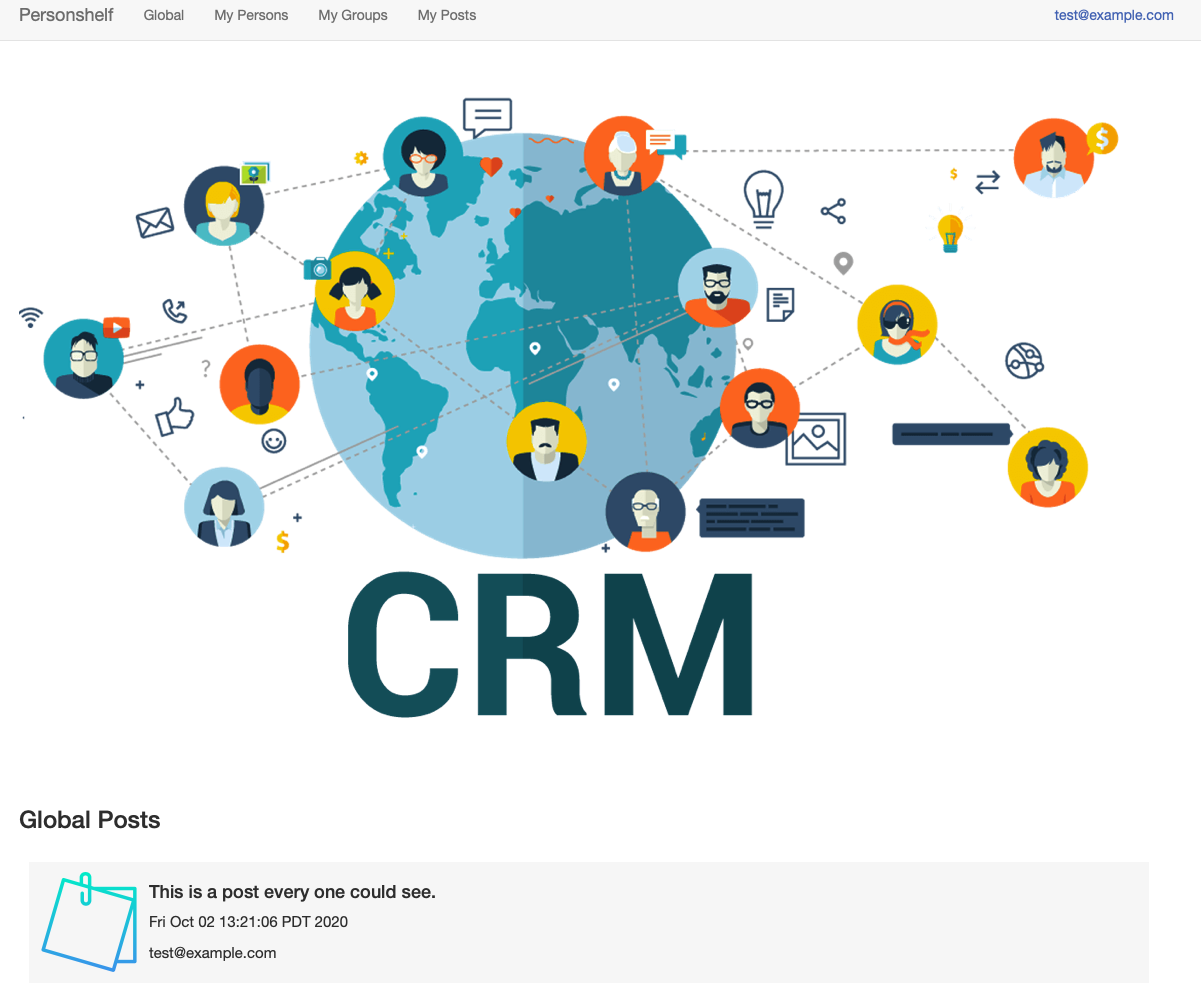 Personshelf Global My Persons My Groups My Posts test@example.com
CRM
Global Posts
This is a post every one could see.
Fri Oct 02 13:21:06 PDT 2020
test@example.com